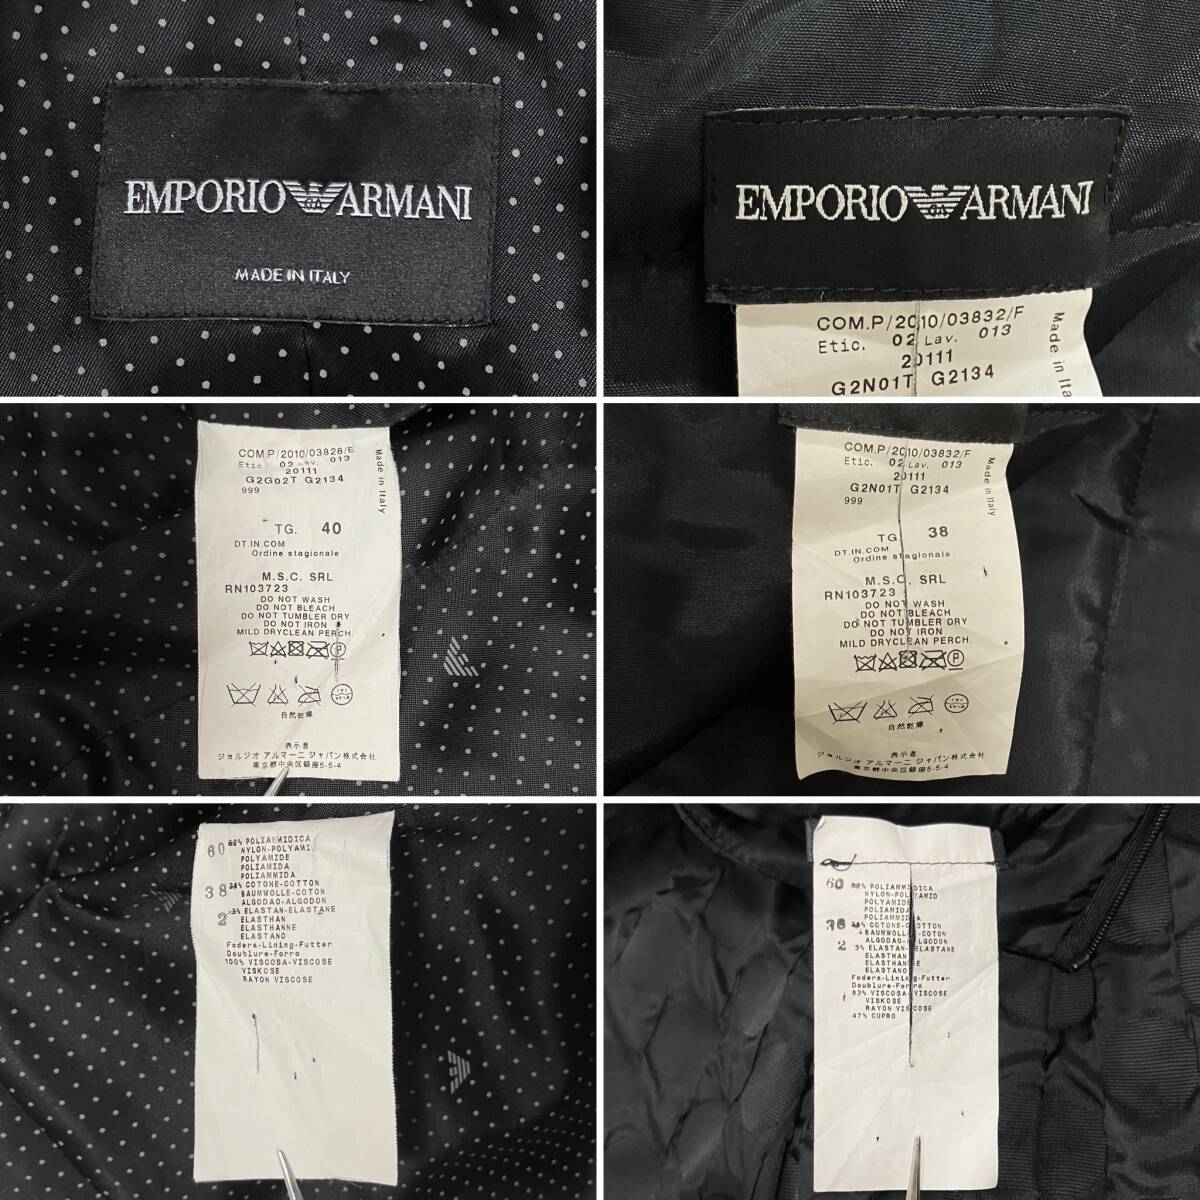 EMPORIO ARMANI
MADE IN ITALY
EMPORIO ARMANI
COM.P/2010/03832/F
Etic. 02 Lav. 013
20111
G2N01T G2134
Made in Ita
COM.P/2010/03828/E
Etic. 02 Lav. 013
20111
G2G02T G2134
999
Made in Italy
TG. 40
DT.IN.COM
Ordine stagionale
M.S.C. SRL
RN103723
DO NOT WASH
DO NOT BLEACH
DO NOT TUMBLER DRY
DO NOT IRON
MILD DRYCLEAN PERCH.
自然乾燥
表示者
ジョルジオ アルマーニ ジャパン株式会社
東京都中央区銀座5-5-4
COM.P/2010/03832/F
Etic. 02 Lav. 013
20111
G2N01T G2134
999
Made in Italy
TG. 38
DT.IN.COM
Ordine stagionale
M.S.C. SRL
RN103723
DO NOT WASH
DO NOT BLEACH
DO NOT TUMBLER DRY
DO NOT IRON
MILD DRYCLEAN PERCH.
自然乾燥
表示者
ジョルジオ アルマーニ ジャパン株式会社
東京都中央区銀座5-5-4
60 POLIAMMIDICA
NYLON-POLYAMI
POLYAMIDE
POLIAMIDA
POLIAMMIDA
38 COTONE-COTTON
BAUMWOLLE-COTON
ALGODAO-ALGODON
2 3% ELASTAN-ELASTANE
ELASTHAN
ELASTHANNE
ELASTANO
Fodera-Lining-Futter
Doublure-Forro
100% VISCOSA-VISCOSE
VISKOSE
RAYON VISCOSE
60 POLIAMMIDICA
NYLON-POLYAMID
POLYAMIDE
POLIAMIDA
POLIAMMIDA
38 COTONE-COTTON
BAUMWOLLE-COTON
ALGODAO-ALGODON
2 3% ELASTAN-ELASTANE
ELASTHAN
ELASTHANNE
ELASTANO
Fodera-Lining-Futter
Doublure-Forro
VISCOSA-VISCOSE
VISKOSE
RAYON VISCOSE
47% CUPRO